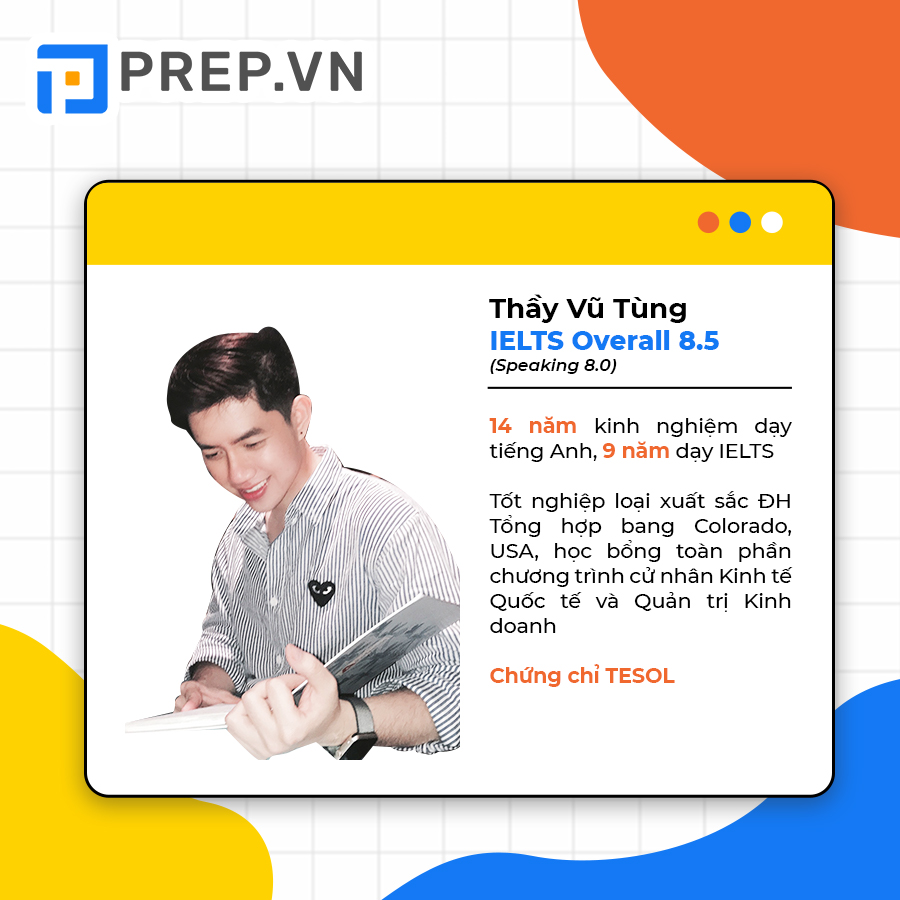 PREP.VN
Thầy Vũ Tùng
IELTS Overall 8.5
(Speaking 8.0)
14 năm kinh nghiệm dạy
tiếng Anh, 9 năm dạy IELTS
Tốt nghiệp loại xuất sắc ĐH
Tổng hợp bang Colorado,
USA, học bổng toàn phần
chương trình cử nhân Kinh tế
Quốc tế và Quản trị Kinh
doanh
Chứng chỉ TESOL